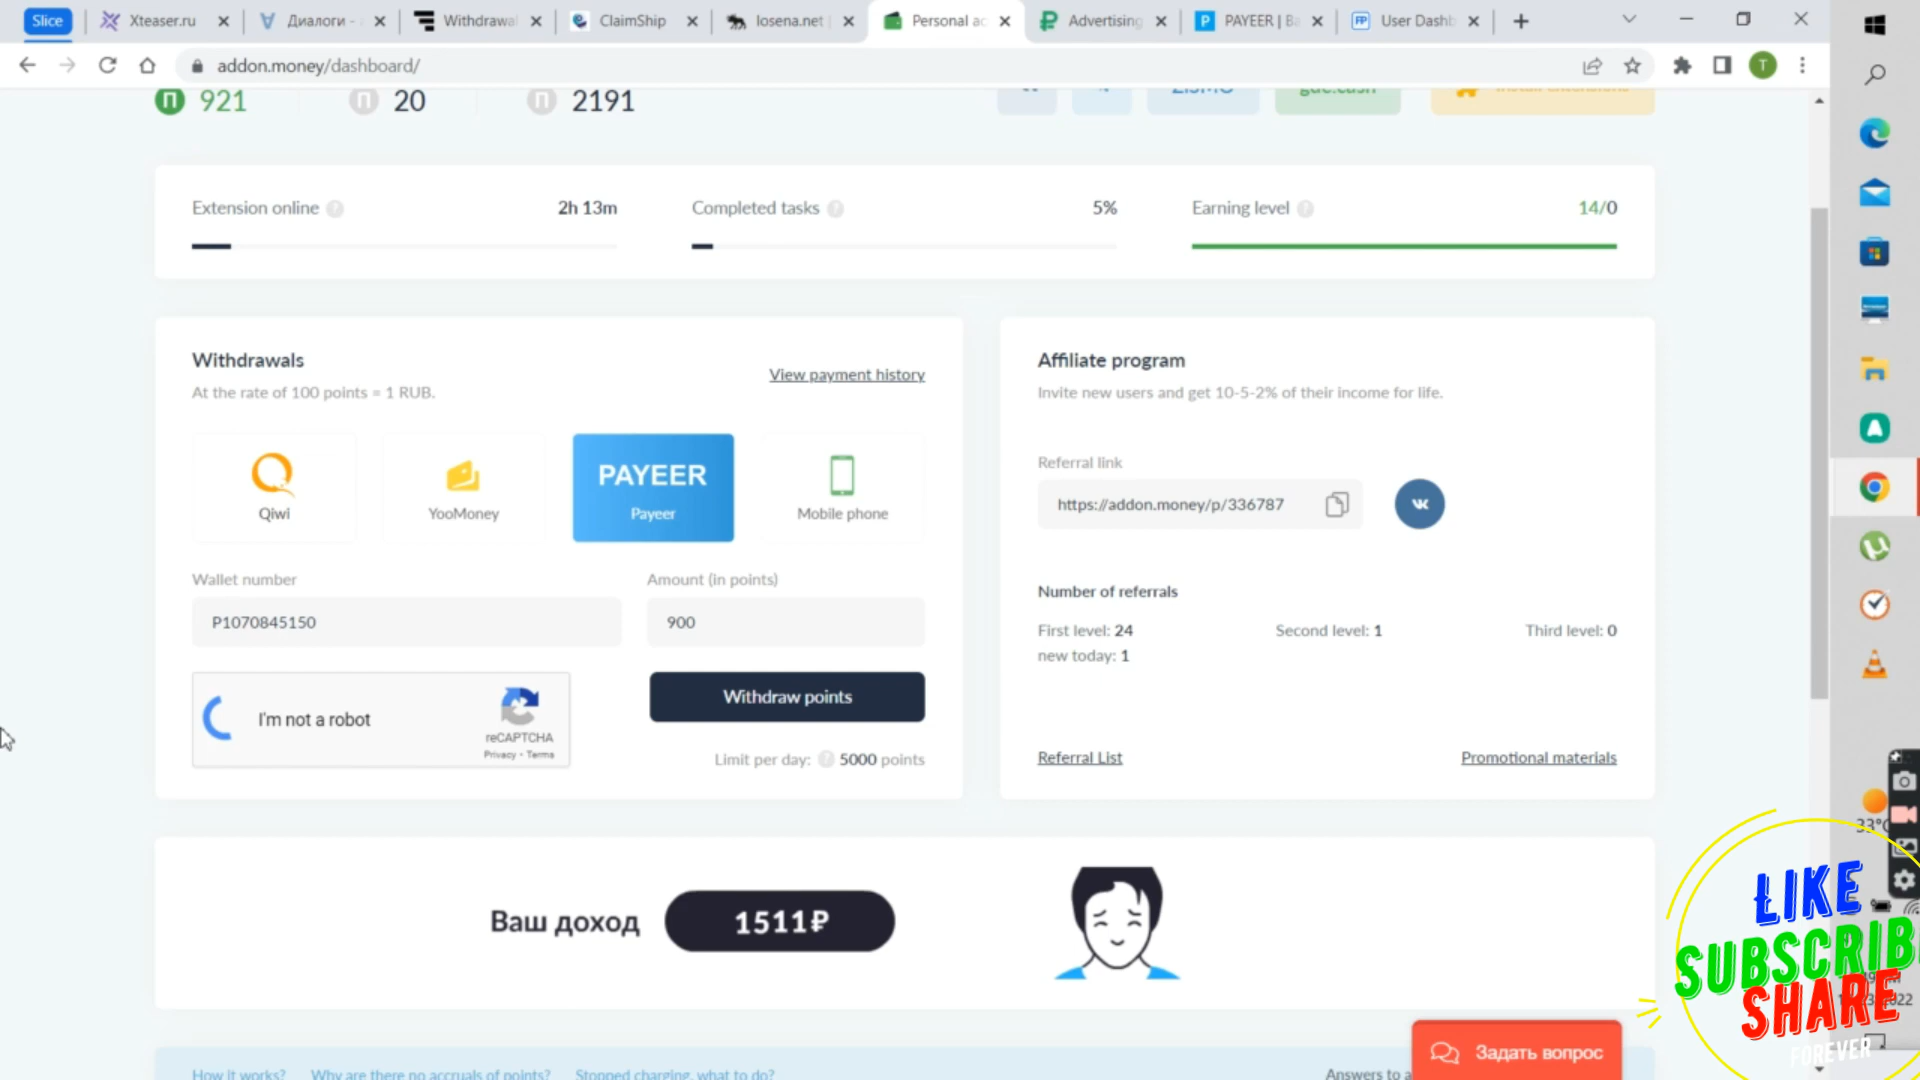 Slice
Xteaser.ru
Диалоги -
Withdrawal
ClaimShip
losena.net
Personal ac
Advertising
PAYEER | Ba
User Dashb
addon.money/dashboard/
T
921
20
2191
Extension online
2h 13m
Completed tasks
5%
Earning level
14/0
Withdrawals
At the rate of 100 points = 1 RUB.
View payment history
Qiwi
YooMoney
PAYEER
Payeer
Mobile phone
Wallet number
Amount (in points)
P1070845150
900
I'm not a robot
reCAPTCHA
Privacy - Terms
Withdraw points
Limit per day: 5000 points
Affiliate program
Invite new users and get 10-5-2% of their income for life.
Referral link
https://addon.money/p/336787
Number of referrals
First level: 24
Second level: 1
Third level: 0
new today: 1
Referral List
Promotional materials
Ваш доход
1511₽
How it works?
Why are there no accruals of points?
Stopped charging, what to do?
Answers to a
Задать вопрос
33°C
LIKE
SUBSCRIB
SHARE
FOREVER